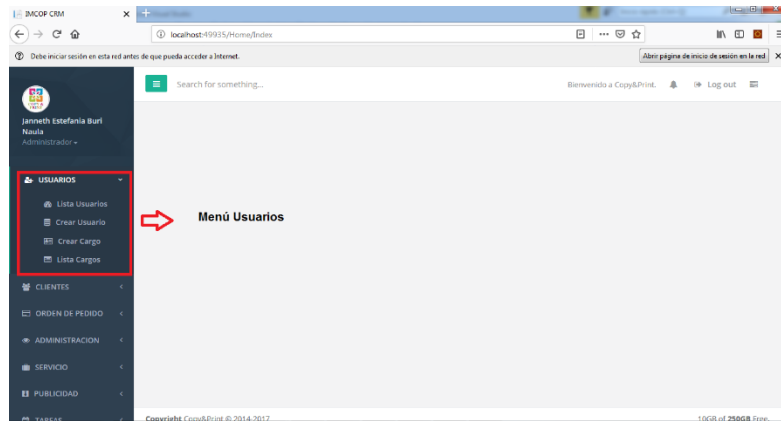 IMCOP CRM
localhost:49935/Home/Index
Debe iniciar sesión en esta red antes de que pueda acceder a Internet.
Abrir página de inicio de sesión en la red
Search for something...
Bienvenido a Copy&Print.
Log out
Janneth Estefania Buri
Naula
Administrador
USUARIOS
Lista Usuarios
Crear Usuario
Crear Cargo
Lista Cargos
Menú Usuarios
CLIENTES
ORDEN DE PEDIDO
ADMINISTRACION
SERVICIO
PUBLICIDAD
TAREAS
Copyright Copy&Print © 2014-2017
10GB of 250GB Free.